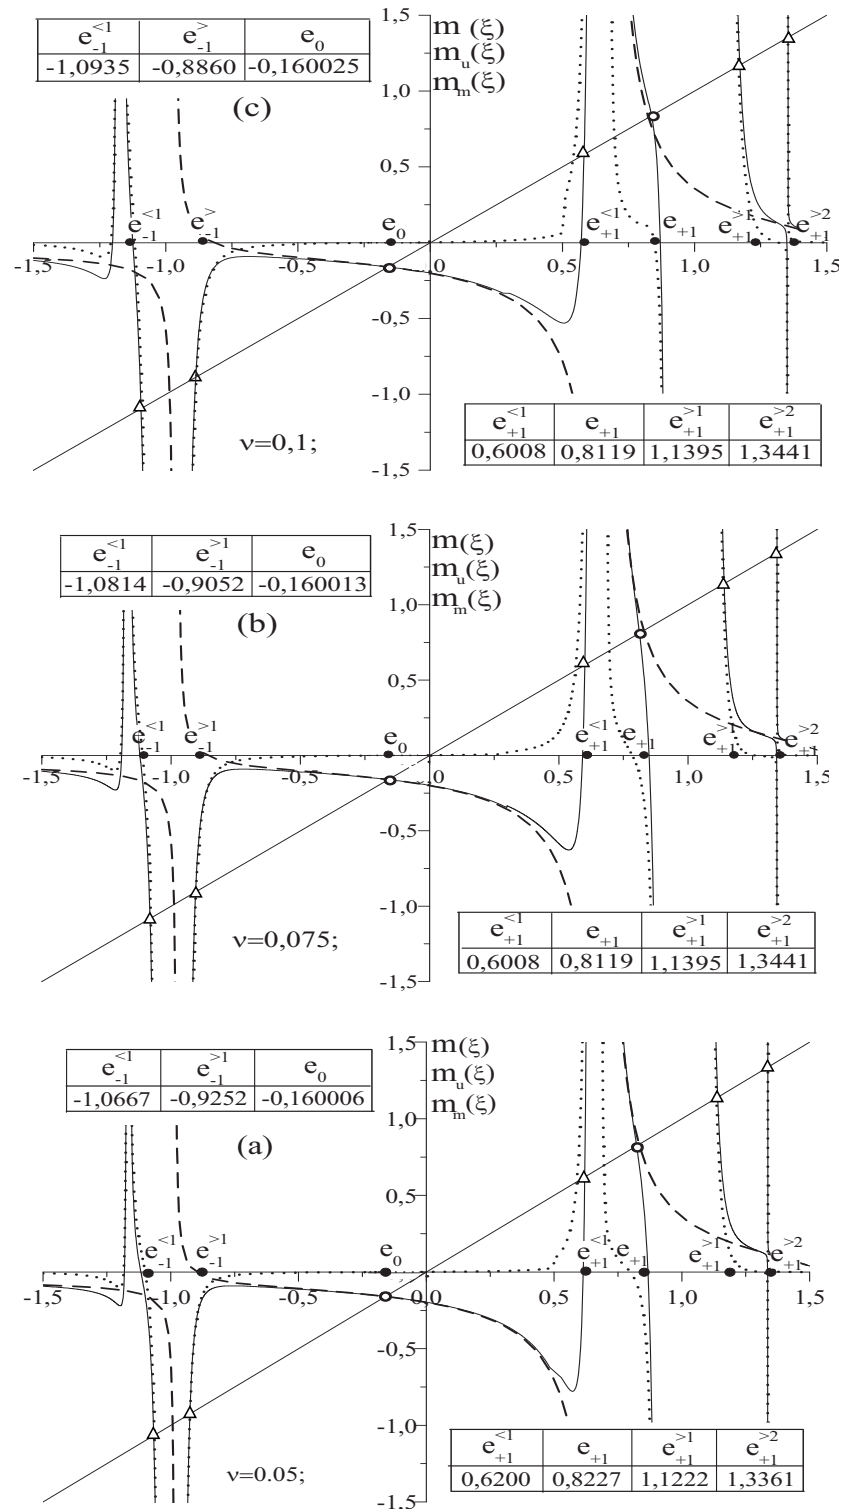 e₋₁^<1 e₋₁^> e₀
-1,0935 -0,8860 -0,160025
(c)
1,5
m (ξ)
m_u(ξ)
m_m(ξ)
1,0
0,5
e₋₁^<1 e₋₁^> e₀ e₊₁^<1 e₊₁ e₊₁^>1 e₊₁^>2
-1,5 -1,0 -0,5 0 0,5 1,0 1,5
-0,5
-1,0
-1,5
ν=0,1;
e₊₁^<1 e₊₁ e₊₁^>1 e₊₁^>2
0,6008 0,8119 1,1395 1,3441
e₋₁^<1 e₋₁^>1 e₀
-1,0814 -0,9052 -0,160013
(b)
1,5
m(ξ)
m_u(ξ)
m_m(ξ)
1,0
0,5
e₋₁^<1 e₋₁^>1 e₀ e₊₁^<1 e₊₁ e₊₁^>1 e₊₁^>2
-1,5 -1,0 -0,5 0 0,5 1,0 1,5
-0,5
-1,0
-1,5
ν=0,075;
e₊₁^<1 e₊₁ e₊₁^>1 e₊₁^>2
0,6008 0,8119 1,1395 1,3441
e₋₁^<1 e₋₁^>1 e₀
-1,0667 -0,9252 -0,160006
(a)
1,5
m(ξ)
m_u(ξ)
m_m(ξ)
1,0
0,5
e₋₁^<1 e₋₁^>1 e₀ e₊₁^<1 e₊₁ e₊₁^>1 e₊₁^>2
-1,5 -1,0 -0,5 0 0,5 1,0 1,5
-0,5
-1,0
-1,5
ν=0.05;
e₊₁^<1 e₊₁ e₊₁^>1 e₊₁^>2
0,6200 0,8227 1,1222 1,3361